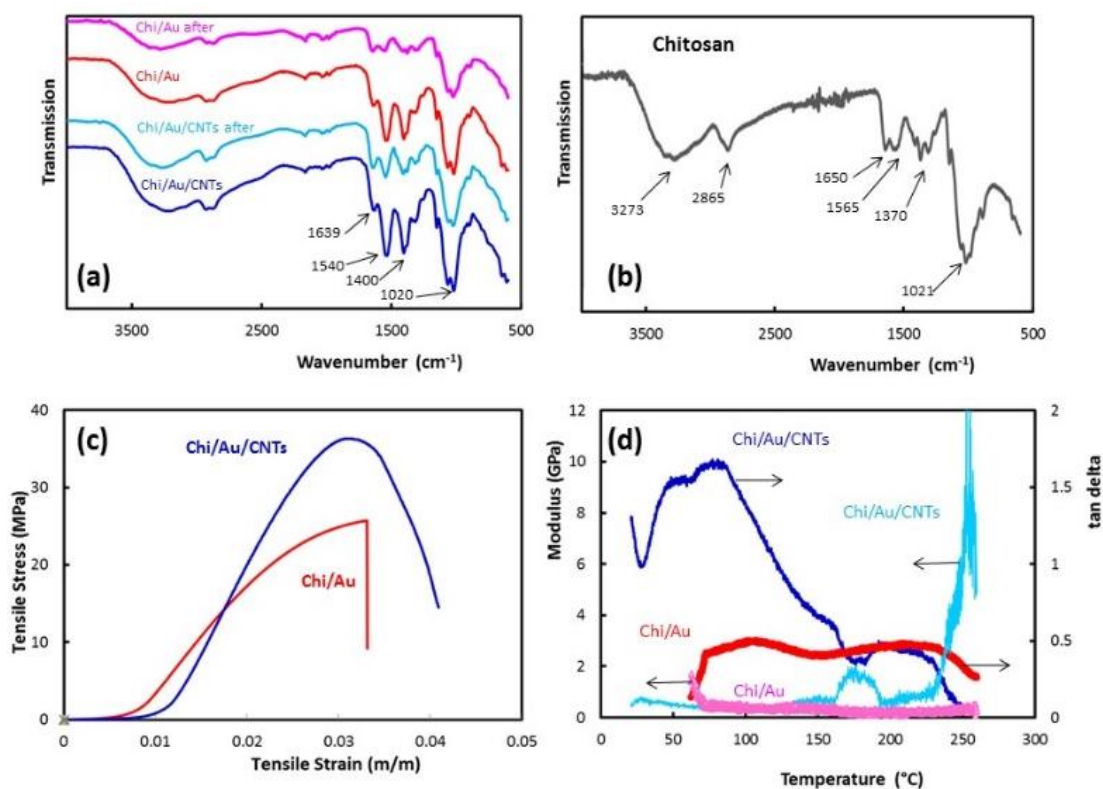 Chi/Au after
Chi/Au
Chi/Au/CNTs after
Chi/Au/CNTs
1639
1540
1400
1020
(a)
Transmission
3500
2500
1500
500
Wavenumber (cm⁻¹)
Chitosan
3273
2865
1650
1565
1370
1021
(b)
Transmission
3500
2500
1500
500
Wavenumber (cm⁻¹)
(c)
Chi/Au/CNTs
Chi/Au
Tensile Stress (MPa)
40
30
20
10
0
0
0.01
0.02
0.03
0.04
0.05
Tensile Strain (m/m)
(d)
Chi/Au/CNTs
Chi/Au/CNTs
Chi/Au
Chi/Au
Modulus (GPa)
12
10
8
6
4
2
0
tan delta
2
1.5
1
0.5
0
0
50
100
150
200
250
300
Temperature (°C)